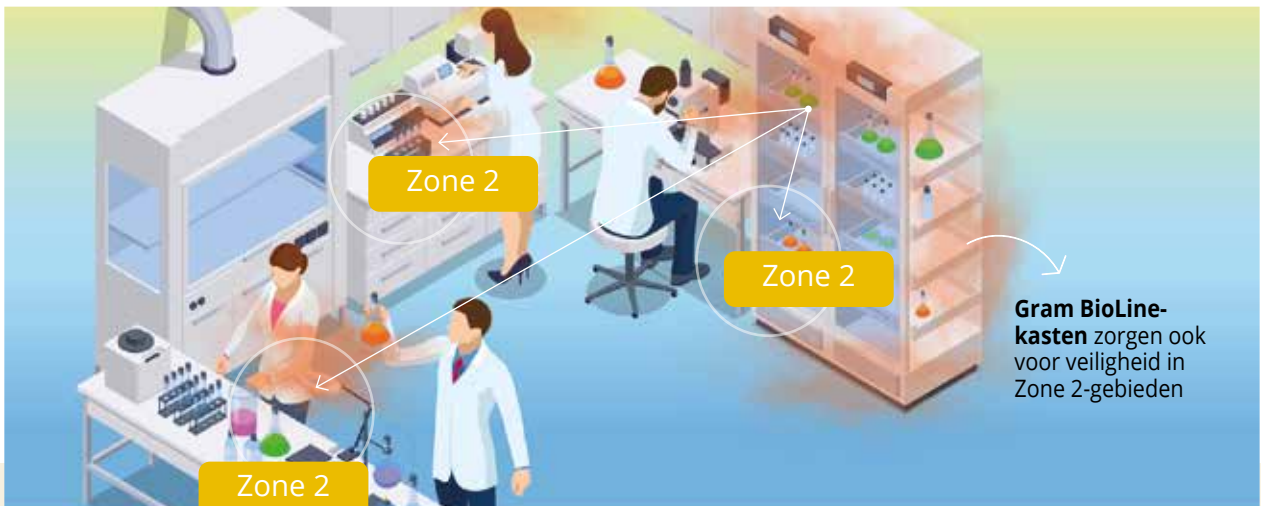 Zone 2
Zone 2
Zone 2
Gram BioLine-
kasten zorgen ook
voor veiligheid in
Zone 2-gebieden